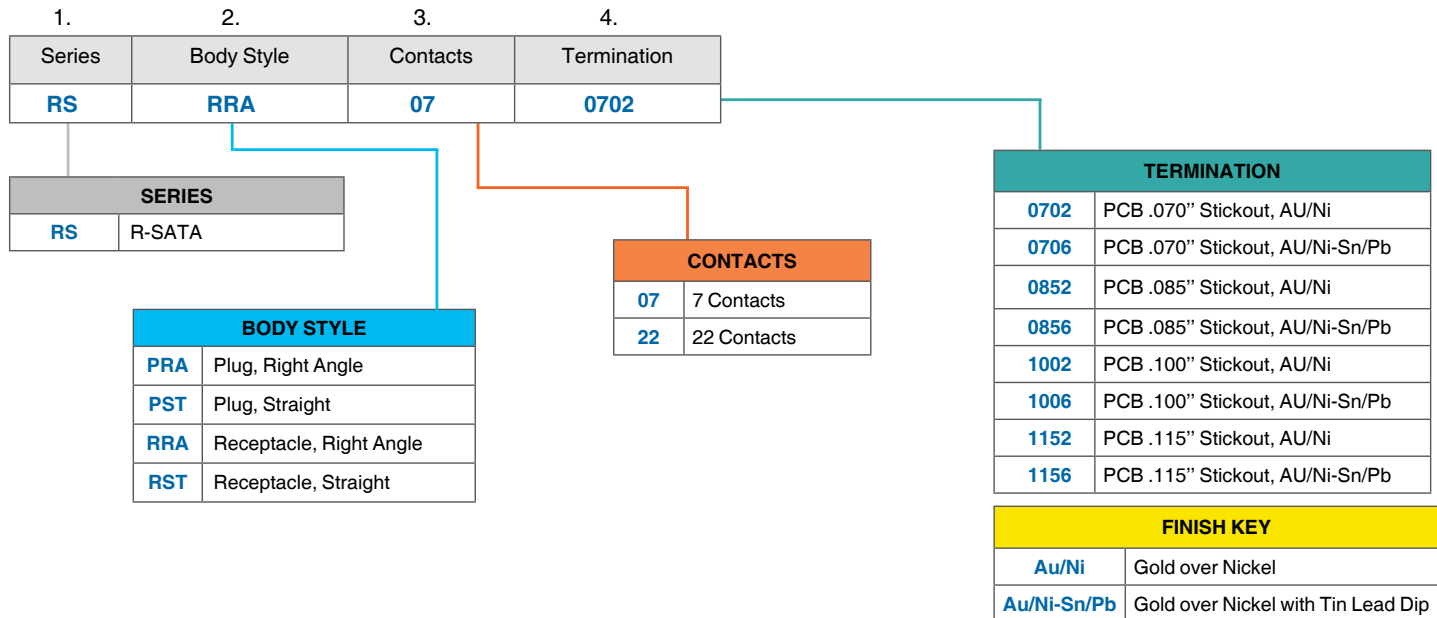 1. 2. 3. 4.
Series Body Style Contacts Termination
RS RRA 07 0702
SERIES
RS R-SATA
BODY STYLE
PRA Plug, Right Angle
PST Plug, Straight
RRA Receptacle, Right Angle
RST Receptacle, Straight
CONTACTS
07 7 Contacts
22 22 Contacts
TERMINATION
0702 PCB .070’’ Stickout, AU/Ni
0706 PCB .070’’ Stickout, AU/Ni-Sn/Pb
0852 PCB .085’’ Stickout, AU/Ni
0856 PCB .085’’ Stickout, AU/Ni-Sn/Pb
1002 PCB .100’’ Stickout, AU/Ni
1006 PCB .100’’ Stickout, AU/Ni-Sn/Pb
1152 PCB .115’’ Stickout, AU/Ni
1156 PCB .115’’ Stickout, AU/Ni-Sn/Pb
FINISH KEY
Au/Ni Gold over Nickel
Au/Ni-Sn/Pb Gold over Nickel with Tin Lead Dip